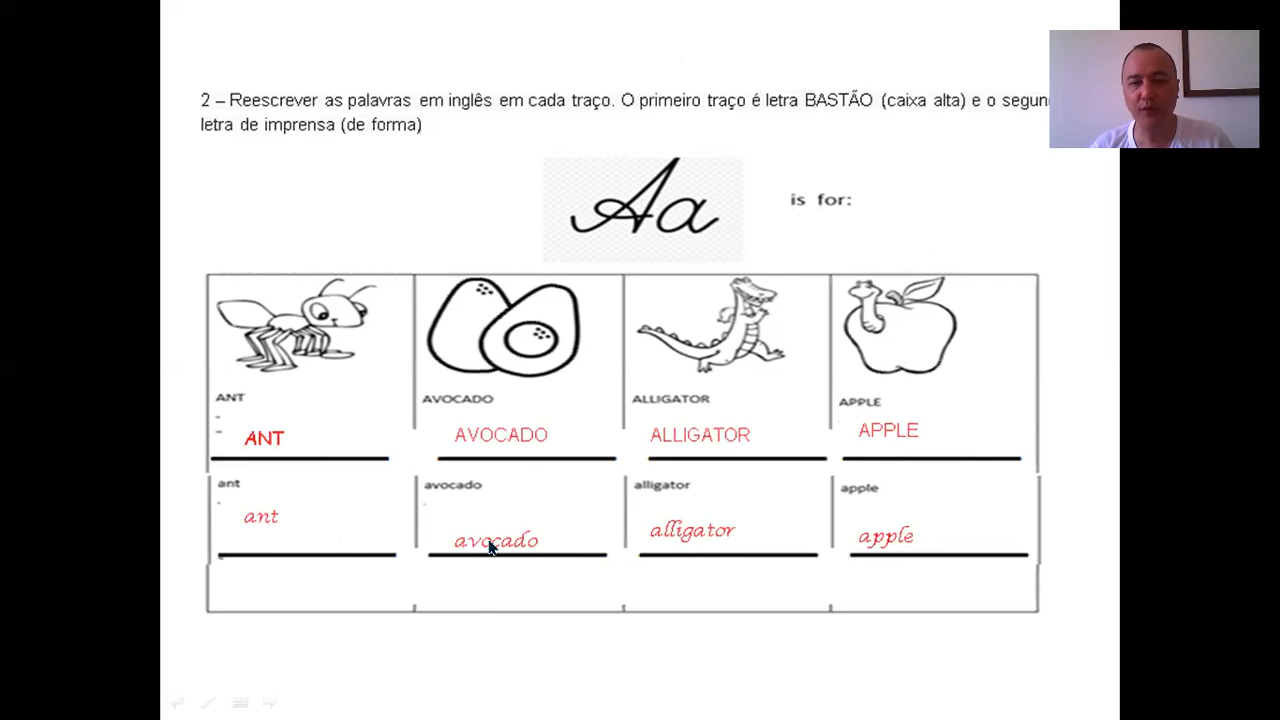 2 – Reescrever as palavras em inglês em cada traço. O primeiro traço é letra BASTÃO (caixa alta) e o
letra de imprensa (de forma)
Aa is for:
ANT AVOCADO ALLIGATOR APPLE
ANT AVOCADO ALLIGATOR APPLE
ant avocado alligator apple
ant avocado alligator apple